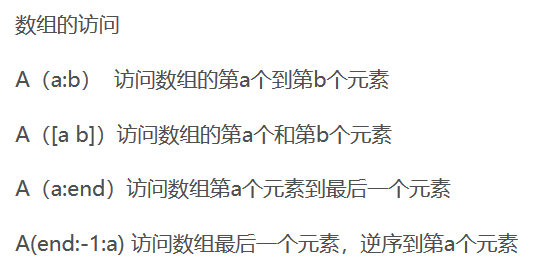 数组的访问
A（a:b） 访问数组的第a个到第b个元素
A（[a b]）访问数组的第a个和第b个元素
A（a:end）访问数组第a个元素到最后一个元素
A(end:-1:a) 访问数组最后一个元素，逆序到第a个元素